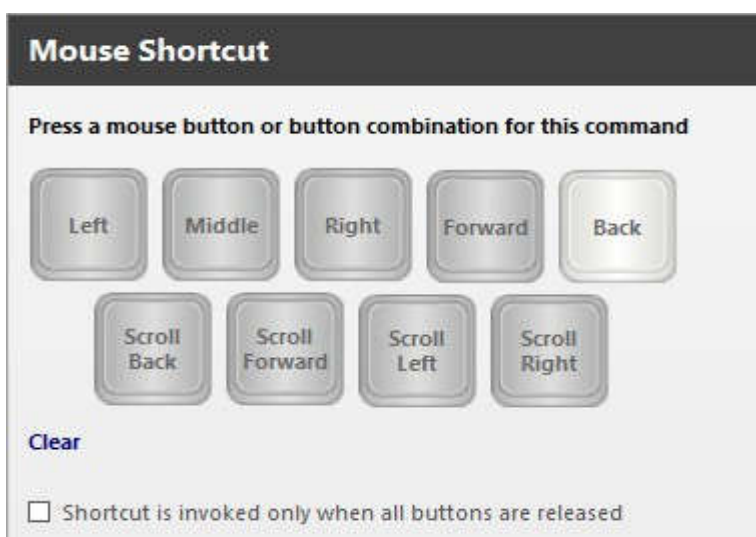 Mouse Shortcut
Press a mouse button or button combination for this command
Left Middle Right Forward Back
Scroll Back
Scroll Forward
Scroll Left
Scroll Right
Clear
Shortcut is invoked only when all buttons are released